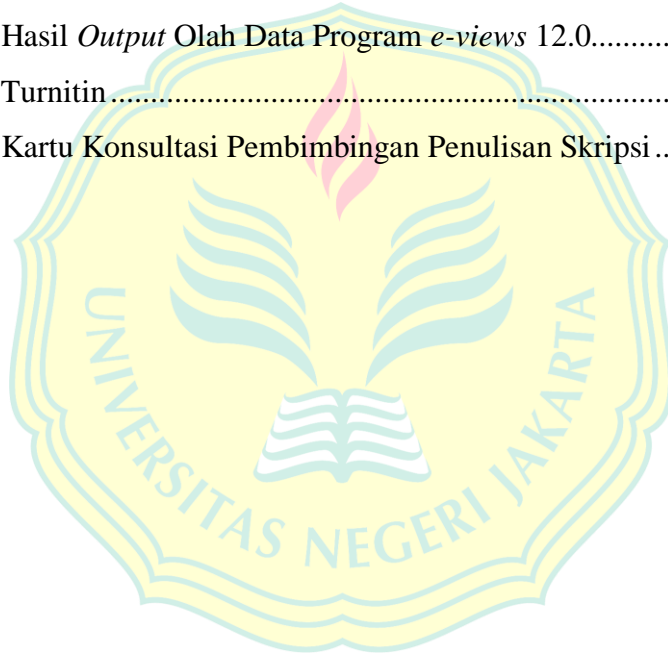 Hasil Output Olah Data Program e-views 12.0..........
Turnitin.................................................................
Kartu Konsultasi Pembimbingan Penulisan Skripsi..
UNIVERSITAS NEGERI JAKARTA